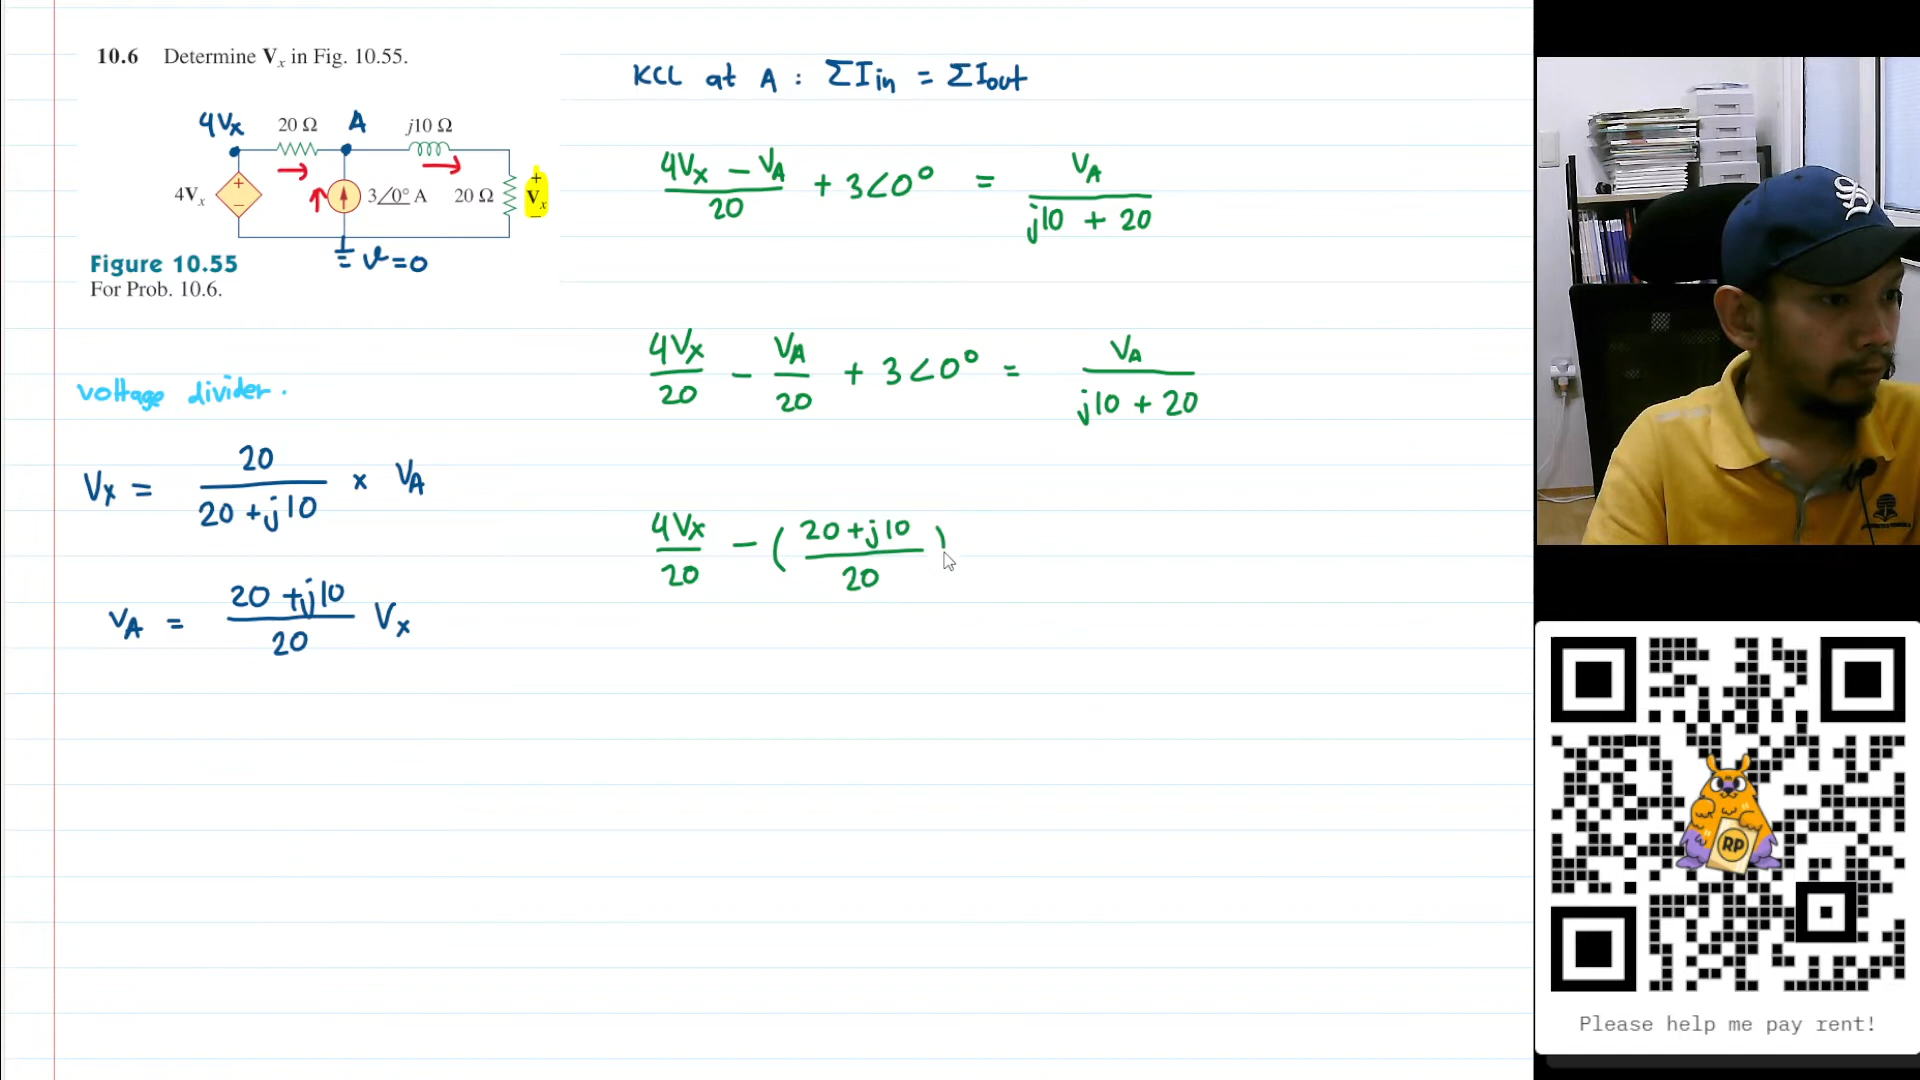 10.6 Determine Vx in Fig. 10.55.
4Vx 20 Ω A j10 Ω
4Vx + − 3∠0° A 20 Ω + Vx −
v = 0
Figure 10.55
For Prob. 10.6.
voltage divider.
Vx = 20 / (20 + j10) × VA
VA = (20 + j10) / 20 Vx
KCL at A : ΣIin = ΣIout
(4Vx − VA) / 20 + 3∠0° = VA / (j10 + 20)
4Vx / 20 − VA / 20 + 3∠0° = VA / (j10 + 20)
4Vx / 20 − ( (20 + j10) / 20 )
S
RP
Please help me pay rent!